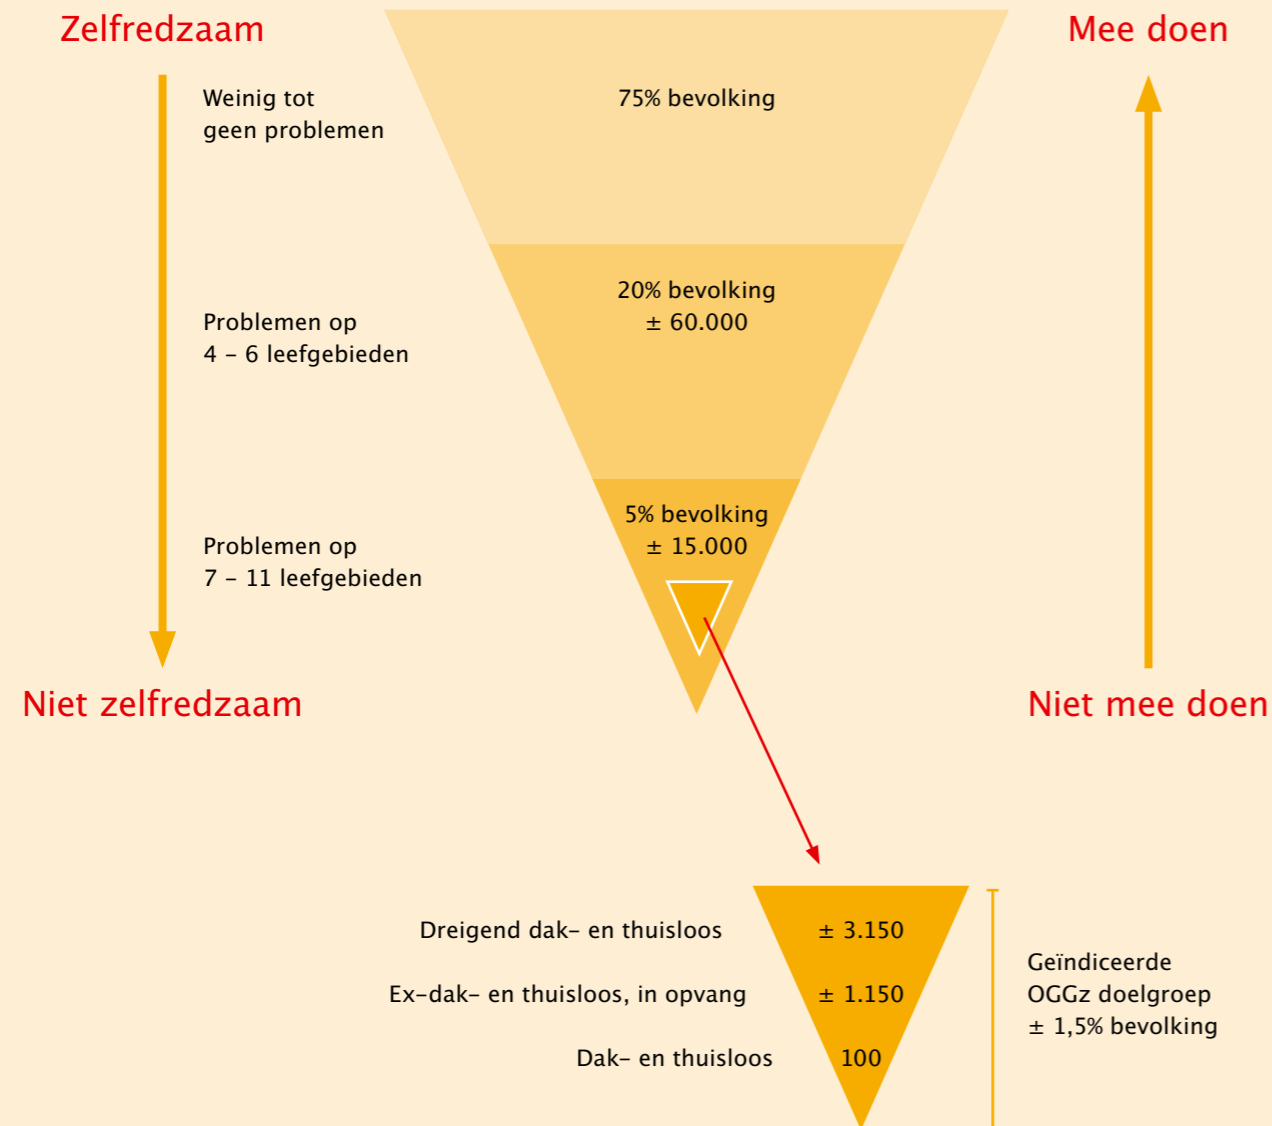 Zelfredzaam
Mee doen
Weinig tot
geen problemen
75% bevolking
20% bevolking
± 60.000
Problemen op
4 – 6 leefgebieden
5% bevolking
± 15.000
Problemen op
7 – 11 leefgebieden
Niet zelfredzaam
Niet mee doen
Dreigend dak- en thuisloos
± 3.150
Ex-dak- en thuisloos, in opvang
± 1.150
Dak- en thuisloos
100
Geïndiceerde
OGGz doelgroep
± 1,5% bevolking